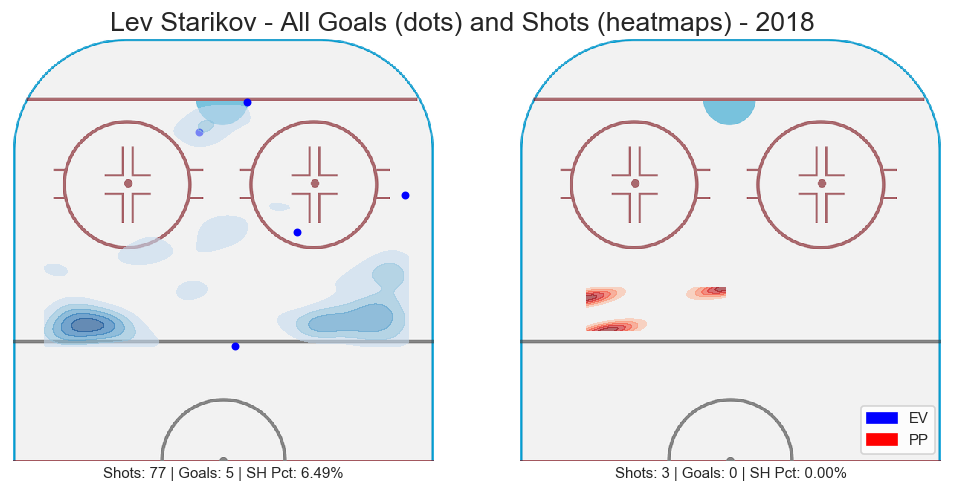 Lev Starikov - All Goals (dots) and Shots (heatmaps) - 2018
EV
PP
Shots: 77 | Goals: 5 | SH Pct: 6.49%
Shots: 3 | Goals: 0 | SH Pct: 0.00%